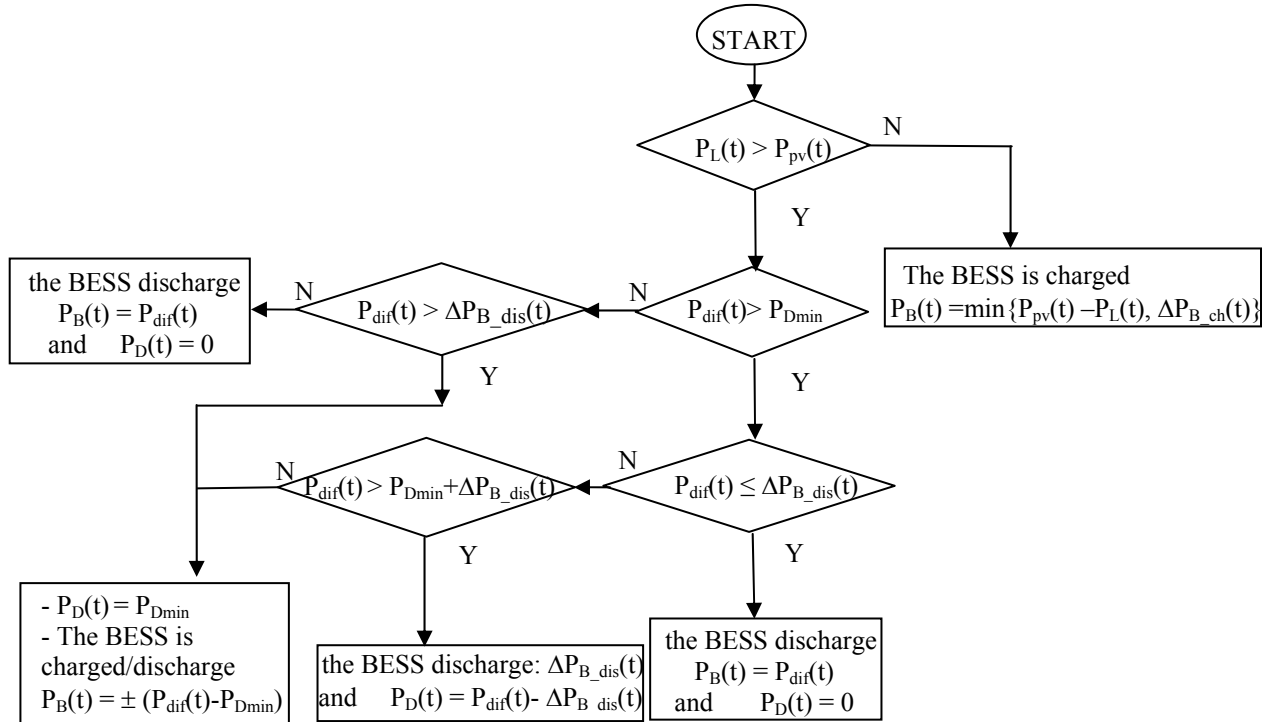 START
P_L(t) > P_pv(t)
N
Y
The BESS is charged
P_B(t) =min{P_pv(t) –P_L(t), ΔP_B_ch(t)}
P_dif(t)> P_Dmin
N
Y
P_dif(t) > ΔP_B_dis(t)
N
Y
the BESS discharge
P_B(t) = P_dif(t)
and P_D(t) = 0
P_dif(t) ≤ ΔP_B_dis(t)
N
Y
P_dif(t) > P_Dmin+ΔP_B_dis(t)
N
Y
- P_D(t) = P_Dmin
- The BESS is
charged/discharge
P_B(t) = ± (P_dif(t)-P_Dmin)
the BESS discharge: ΔP_B_dis(t)
and P_D(t) = P_dif(t)- ΔP_B_dis(t)
the BESS discharge
P_B(t) = P_dif(t)
and P_D(t) = 0